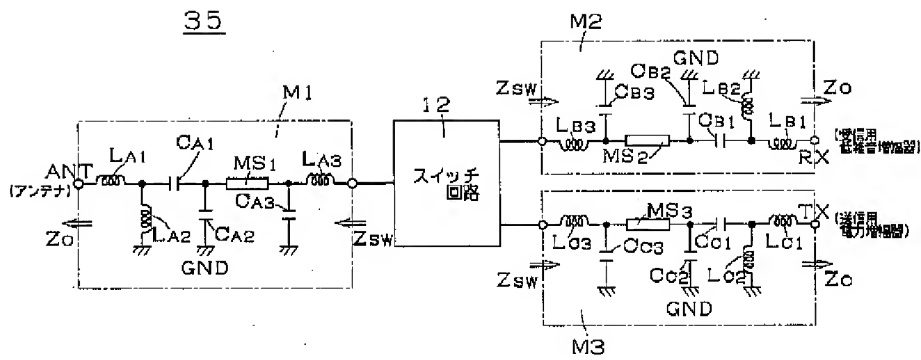 35
M1
ANT
(アンテナ)
LA1
CA1
MS1
LA3
LA2
CA2
CA3
GND
Zo
Zsw
12
スイッチ
回路
M2
GND
Zsw
CB3
CB2
LB2
CB1
LB1
LB3
MS2
Zo
RX
(受信用
低雑音増幅器)
MS3
TX
(送信用
電力増幅器)
LC3
CC3
CC1
LC1
CC2
LC2
Zsw
GND
Zo
M3